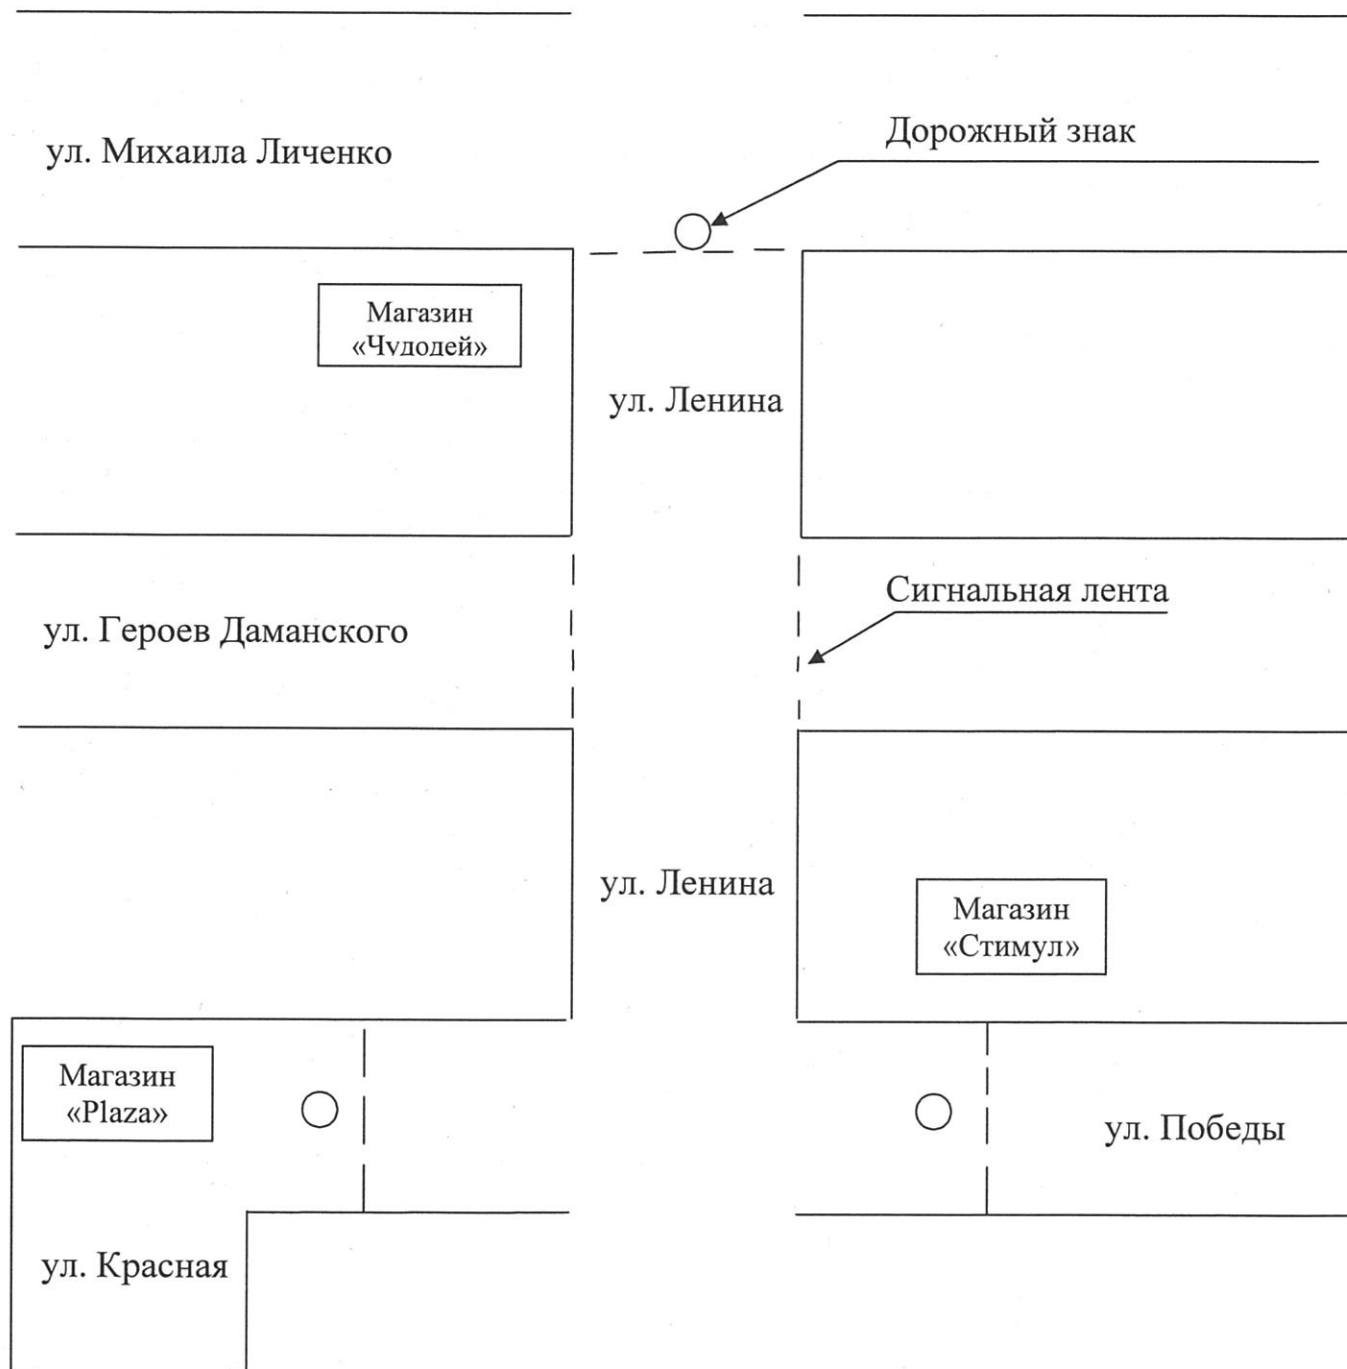 Дорожный знак
ул. Михаила Личенко
Магазин
«Чудодей»
ул. Ленина
Сигнальная лента
ул. Героев Даманского
ул. Ленина
Магазин
«Стимул»
Магазин
«Plaza»
ул. Победы
ул. Красная